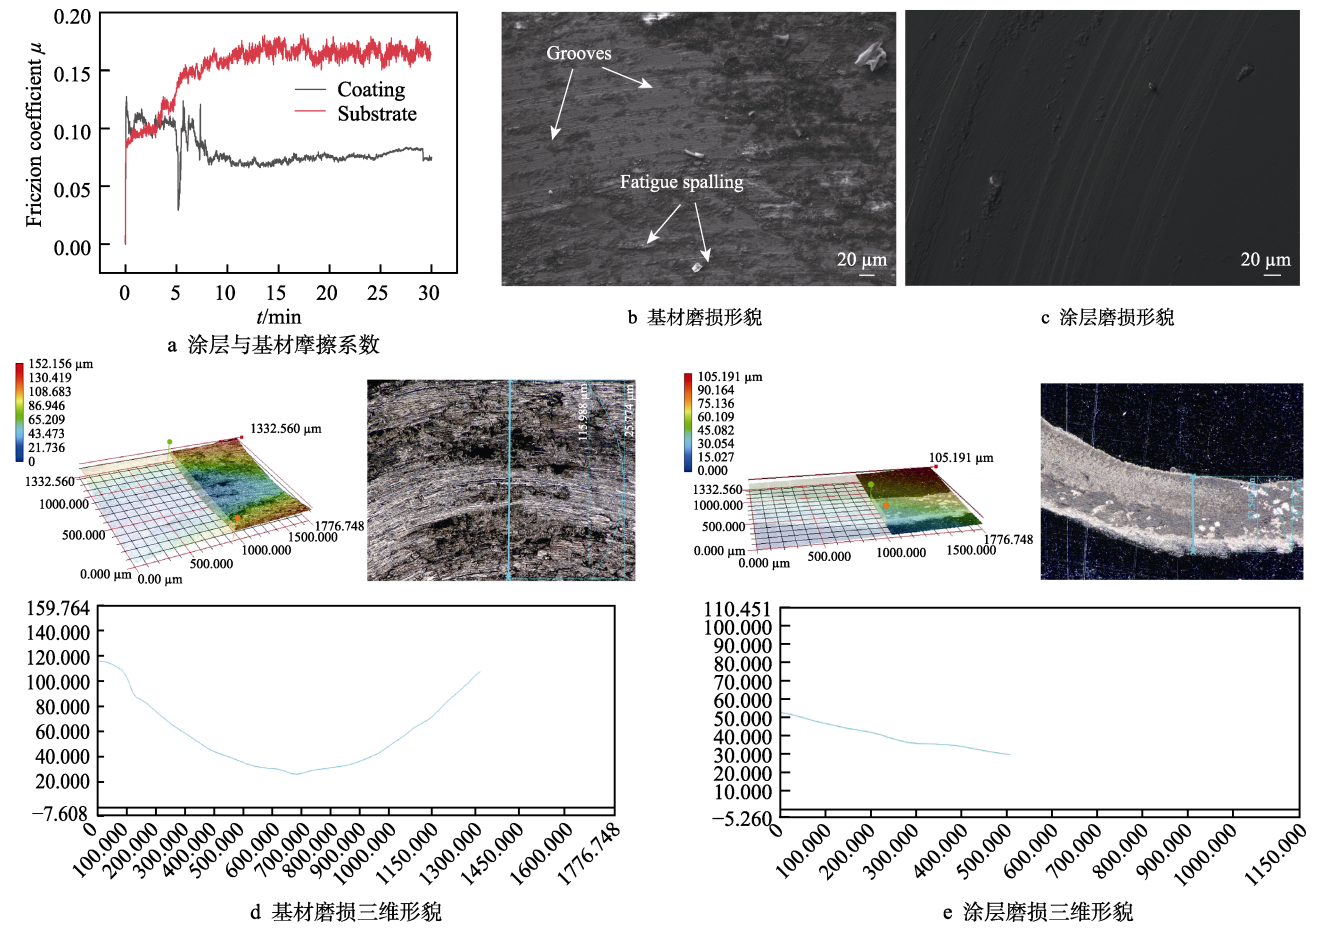 0.20
0.15
0.10
0.05
0.00
Friczion coefficient μ
Coating
Substrate
0 5 10 15 20 25 30
t/min
a 涂层与基材摩擦系数
Grooves
Fatigue spalling
20 μm
b 基材磨损形貌
20 μm
c 涂层磨损形貌
152.156 μm
130.419
108.683
86.946
65.209
43.473
21.736
0
1332.560 μm
1332.560
1000.000
500.000
0.000 μm
0.00 μm
500.000
1000.000
1500.000
1776.748
115.988 μm
25.774 μm
105.191 μm
90.164
75.136
60.109
45.082
30.054
15.027
0.000
105.191 μm
1332.560
1000.000
500.000
0.000 μm
500.000
1000.000
1500.000
1776.748
159.764
140.000
120.000
100.000
80.000
60.000
40.000
20.000
−7.608
0 100.000 200.000 300.000 400.000 500.000 600.000 700.000 800.000 900.000 1000.000 1150.000 1300.000 1450.000 1600.000 1776.748
d 基材磨损三维形貌
110.451
100.000
90.000
80.000
70.000
60.000
50.000
40.000
30.000
20.000
10.000
−5.260
0 100.000 200.000 300.000 400.000 500.000 600.000 700.000 800.000 900.000 1000.000 1150.000
e 涂层磨损三维形貌